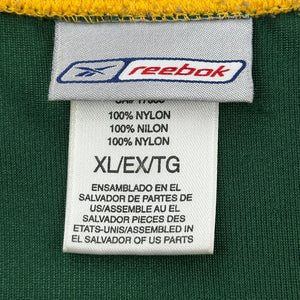 reebok
100% NYLON
100% NILON
100% NYLON
XL/EX/TG
ENSAMBLADO EN EL
SALVADOR DE PARTES DE
US/ASSEMBLE AU EL
SALVADOR PIECES DES
ETATS-UNIS/ASSEMBLED IN
EL SALVADOR OF US PARTS